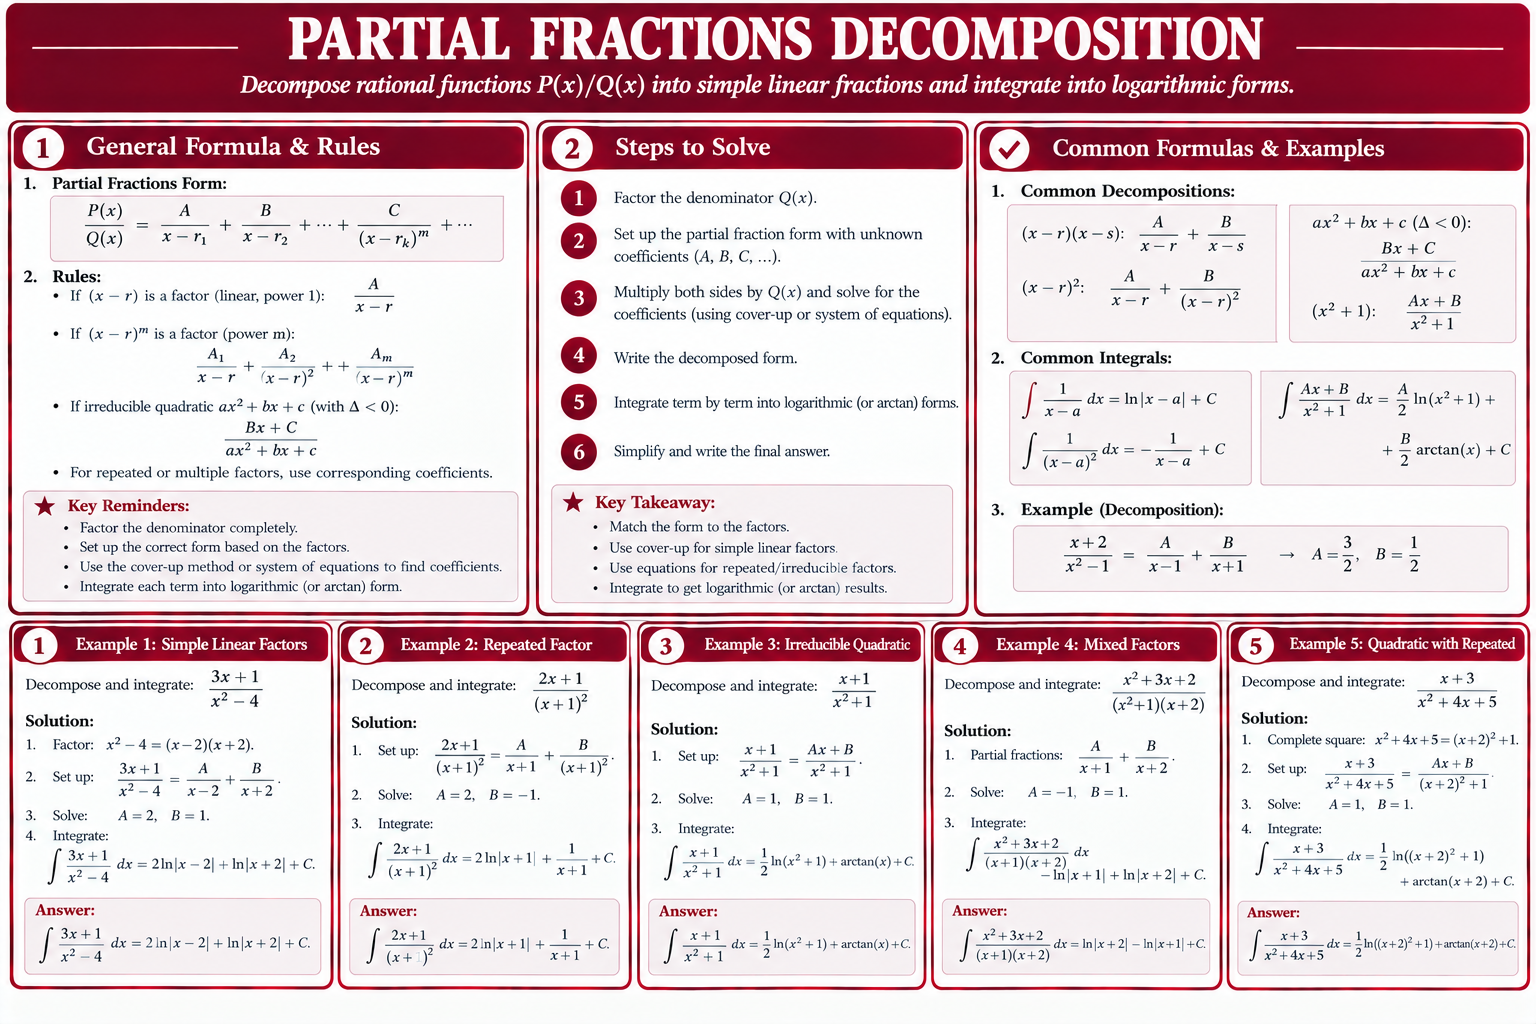 PARTIAL FRACTIONS DECOMPOSITION
Decompose rational functions P(x)/Q(x) into simple linear fractions and integrate into logarithmic forms.
1 General Formula & Rules
1. Partial Fractions Form:
P(x)/Q(x) = A/(x − r₁) + B/(x − r₂) + ··· + C/(x − rₖ)ᵐ + ···
2. Rules:
• If (x − r) is a factor (linear, power 1): A/(x − r)
• If (x − r)ᵐ is a factor (power m):
A₁/(x − r) + A₂/(x − r)² + + Aₘ/(x − r)ᵐ
• If irreducible quadratic ax² + bx + c (with Δ < 0):
(Bx + C)/(ax² + bx + c)
• For repeated or multiple factors, use corresponding coefficients.
★ Key Reminders:
• Factor the denominator completely.
• Set up the correct form based on the factors.
• Use the cover-up method or system of equations to find coefficients.
• Integrate each term into logarithmic (or arctan) form.
2 Steps to Solve
1 Factor the denominator Q(x).
2 Set up the partial fraction form with unknown
coefficients (A, B, C, ...).
3 Multiply both sides by Q(x) and solve for the
coefficients (using cover-up or system of equations).
4 Write the decomposed form.
5 Integrate term by term into logarithmic (or arctan) forms.
6 Simplify and write the final answer.
★ Key Takeaway:
• Match the form to the factors.
• Use cover-up for simple linear factors.
• Use equations for repeated/irreducible factors.
• Integrate to get logarithmic (or arctan) results.
✓ Common Formulas & Examples
1. Common Decompositions:
(x − r)(x − s): A/(x − r) + B/(x − s)
(x − r)²: A/(x − r) + B/(x − r)²
ax² + bx + c (Δ < 0):
(Bx + C)/(ax² + bx + c)
(x² + 1): (Ax + B)/(x² + 1)
2. Common Integrals:
∫ 1/(x − a) dx = ln|x − a| + C
∫ 1/(x − a)² dx = − 1/(x − a) + C
∫ (Ax + B)/(x² + 1) dx = A/2 ln(x² + 1) +
+ B/2 arctan(x) + C
3. Example (Decomposition):
(x + 2)/(x² − 1) = A/(x − 1) + B/(x + 1) → A = 3/2, B = 1/2
1 Example 1: Simple Linear Factors
Decompose and integrate: (3x + 1)/(x² − 4)
Solution:
1. Factor: x² − 4 = (x − 2)(x + 2).
2. Set up: (3x + 1)/(x² − 4) = A/(x − 2) + B/(x + 2).
3. Solve: A = 2, B = 1.
4. Integrate:
∫ (3x + 1)/(x² − 4) dx = 2ln|x − 2| + ln|x + 2| + C.
Answer:
∫ (3x + 1)/(x² − 4) dx = 2 ln|x − 2| + ln|x + 2| + C.
2 Example 2: Repeated Factor
Decompose and integrate: (2x + 1)/(x + 1)²
Solution:
1. Set up: (2x + 1)/(x + 1)² = A/(x + 1) + B/(x + 1)².
2. Solve: A = 2, B = −1.
3. Integrate:
∫ (2x + 1)/(x + 1)² dx = 2 ln|x + 1| + 1/(x + 1) + C.
Answer:
∫ (2x + 1)/(x + )² dx = 2 ln|x + 1| + 1/(x + 1) + C.
3 Example 3: Irreducible Quadratic
Decompose and integrate: (x + 1)/(x² + 1)
Solution:
1. Set up: (x + 1)/(x² + 1) = (Ax + B)/(x² + 1).
2. Solve: A = 1, B = 1.
3. Integrate:
∫ (x + 1)/(x² + 1) dx = 1/2 ln(x² + 1) + arctan(x) + C.
Answer:
∫ (x + 1)/(x² + 1) dx = 1/2 ln(x² + 1) + arctan(x) + C.
4 Example 4: Mixed Factors
Decompose and integrate: (x² + 3x + 2)/((x² + 1)(x + 2))
Solution:
1. Partial fractions: A/(x + 1) + B/(x + 2).
2. Solve: A = −1, B = 1.
3. Integrate:
∫ (x² + 3x + 2)/((x + 1)(x + 2)) dx
− ln|x + 1| + ln|x + 2| + C.
Answer:
∫ (x² + 3x + 2)/((x + 1)(x + 2)) dx = ln|x + 2| − ln|x + 1| + C.
5 Example 5: Quadratic with Repeated
Decompose and integrate: (x + 3)/(x² + 4x + 5)
Solution:
1. Complete square: x² + 4x + 5 = (x + 2)² + 1.
2. Set up: (x + 3)/(x² + 4x + 5) = (Ax + B)/((x + 2)² + 1).
3. Solve: A = 1, B = 1.
4. Integrate:
∫ (x + 3)/(x² + 4x + 5) dx = 1/2 ln((x + 2)² + 1)
+ arctan(x + 2) + C.
Answer:
∫ (x + 3)/(x² + 4x + 5) dx = 1/2 ln((x + 2)² + 1) + arctan(x + 2) + C.